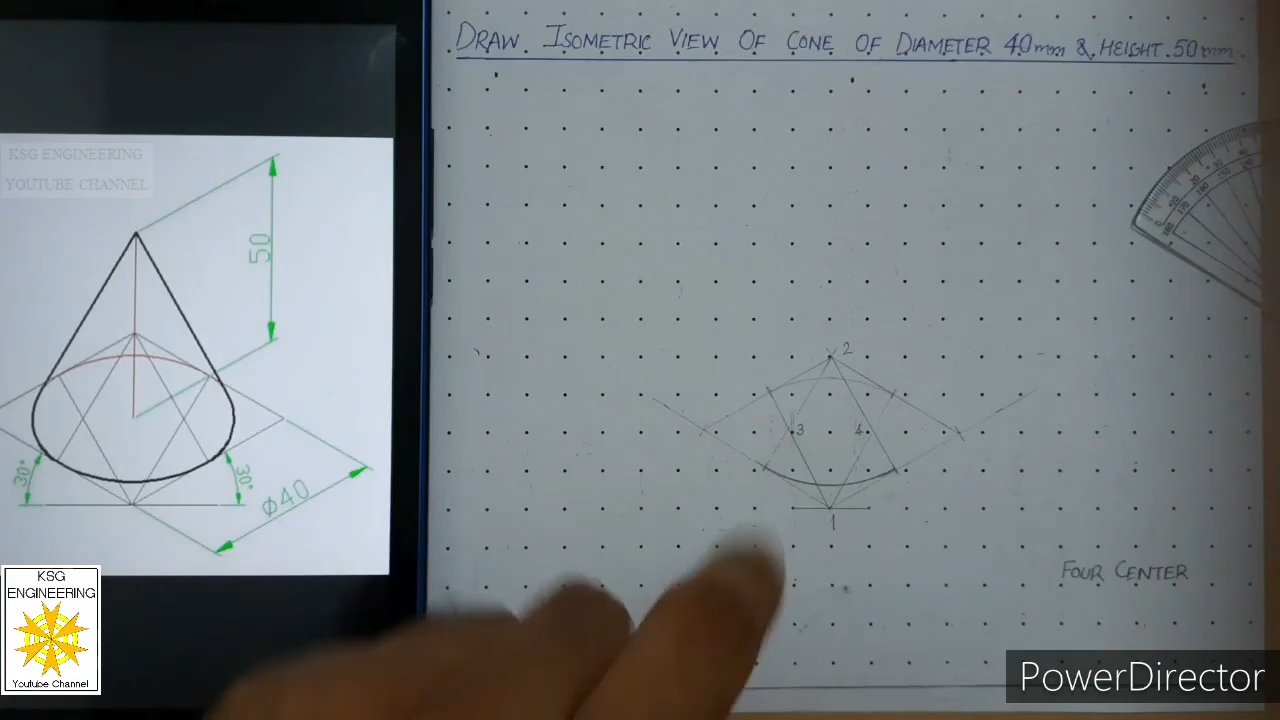 DRAW ISOMETRIC VIEW OF CONE OF DIAMETER 40mm & HEIGHT 50mm.
KSG ENGINEERING
YOUTUBE CHANNEL
50
30°
30°
φ40
2
3
4
1
FOUR CENTER
KSG
ENGINEERING
Youtube Channel
PowerDirector